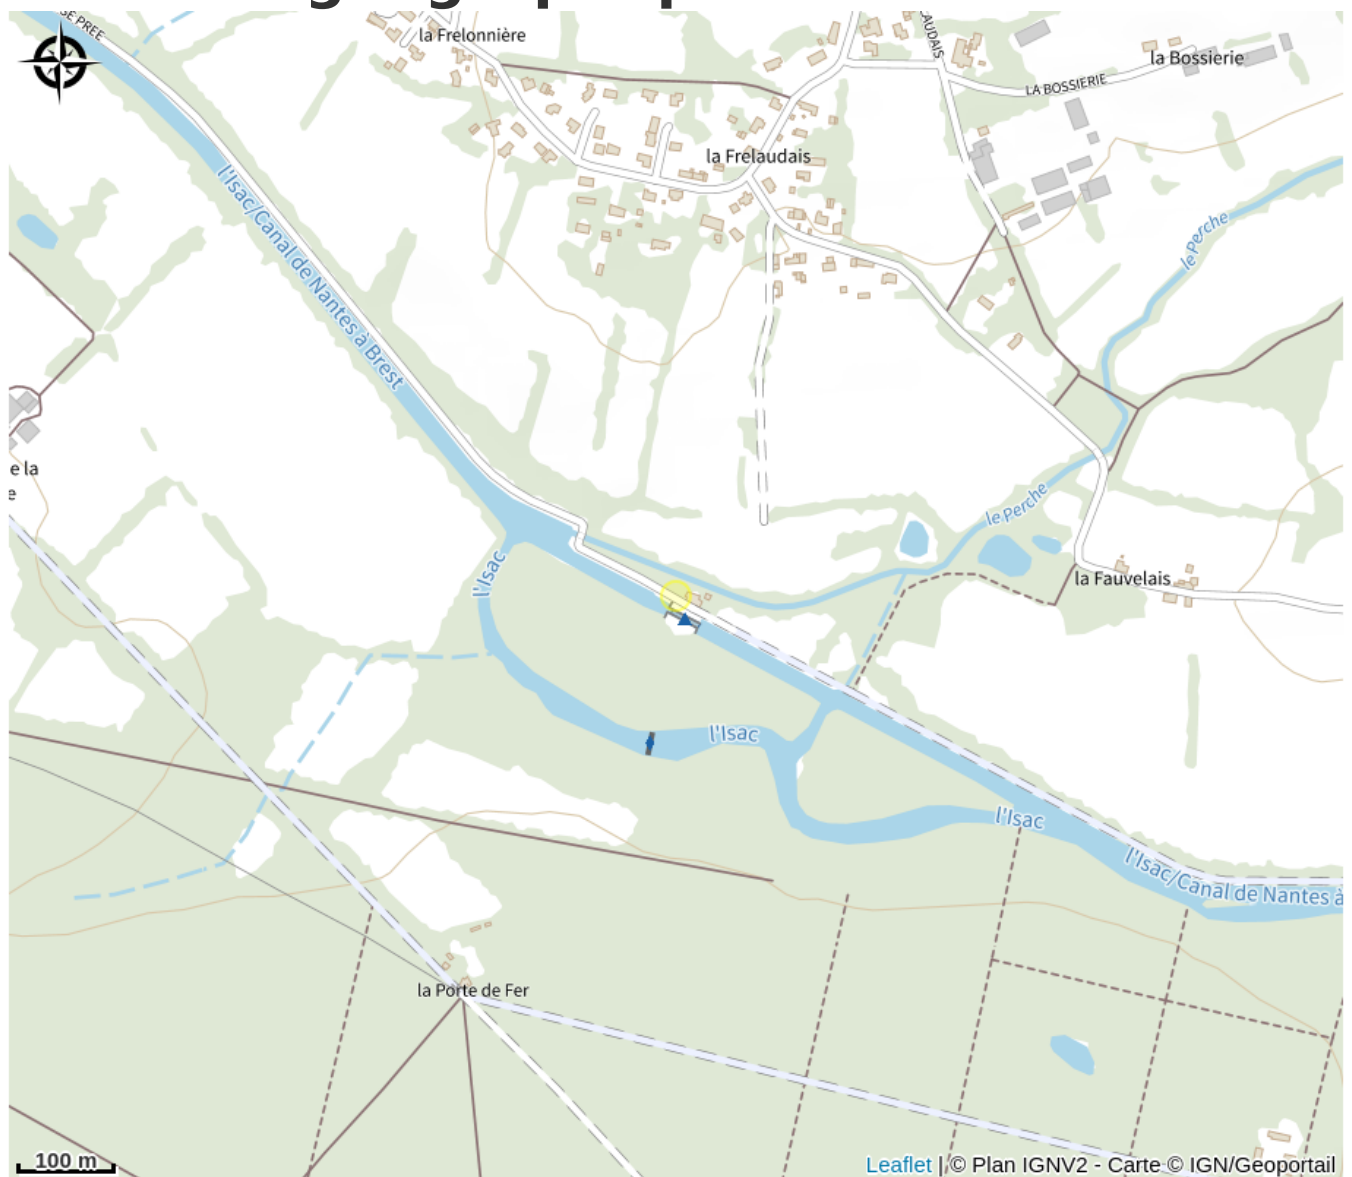 la Frelonnière
la Bossierie
LA BOSSIERIE
la Frelaudais
l'Isac/Canal de Nantes à Brest
le Perche
e la
e
le Perche
l'Isac
la Fauvelais
l'Isac
l'Isac
l'Isac/Canal de Nantes à
la Porte de Fer
100 m
Leaflet | © Plan IGNV2 - Carte © IGN/Geoportail